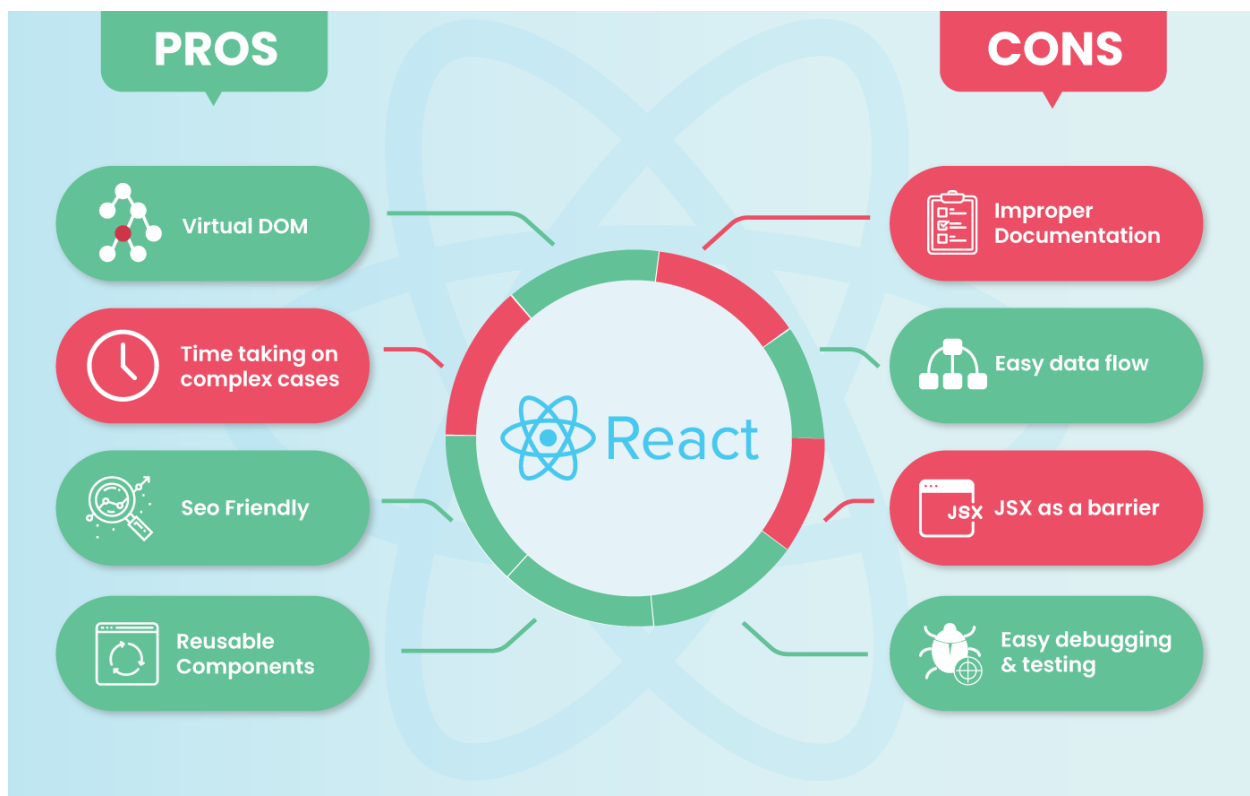 PROS
CONS
Virtual DOM
Time taking on
complex cases
Seo Friendly
Reusable
Components
React
Improper
Documentation
Easy data flow
JSX
JSX as a barrier
Easy debugging
& testing